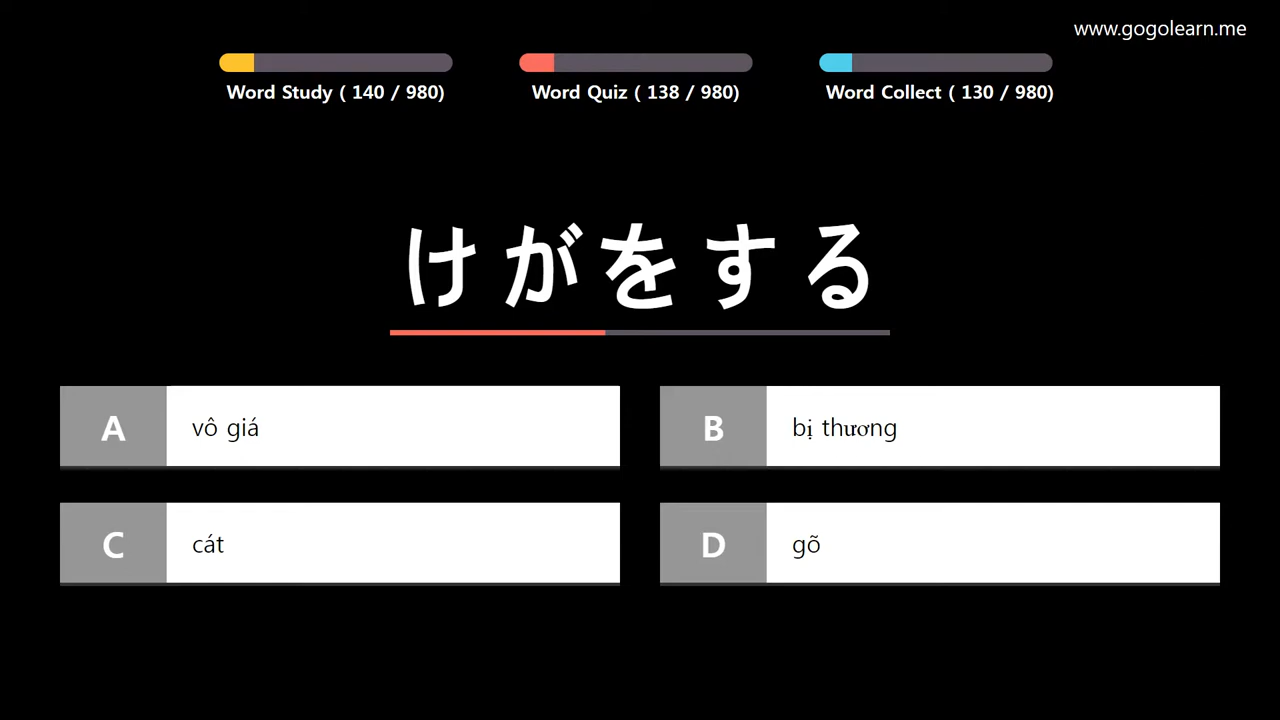 www.gogolearn.me
Word Study ( 140 / 980)
Word Quiz ( 138 / 980)
Word Collect ( 130 / 980)
けがをする
A vô giá
B bị thương
C cát
D gõ